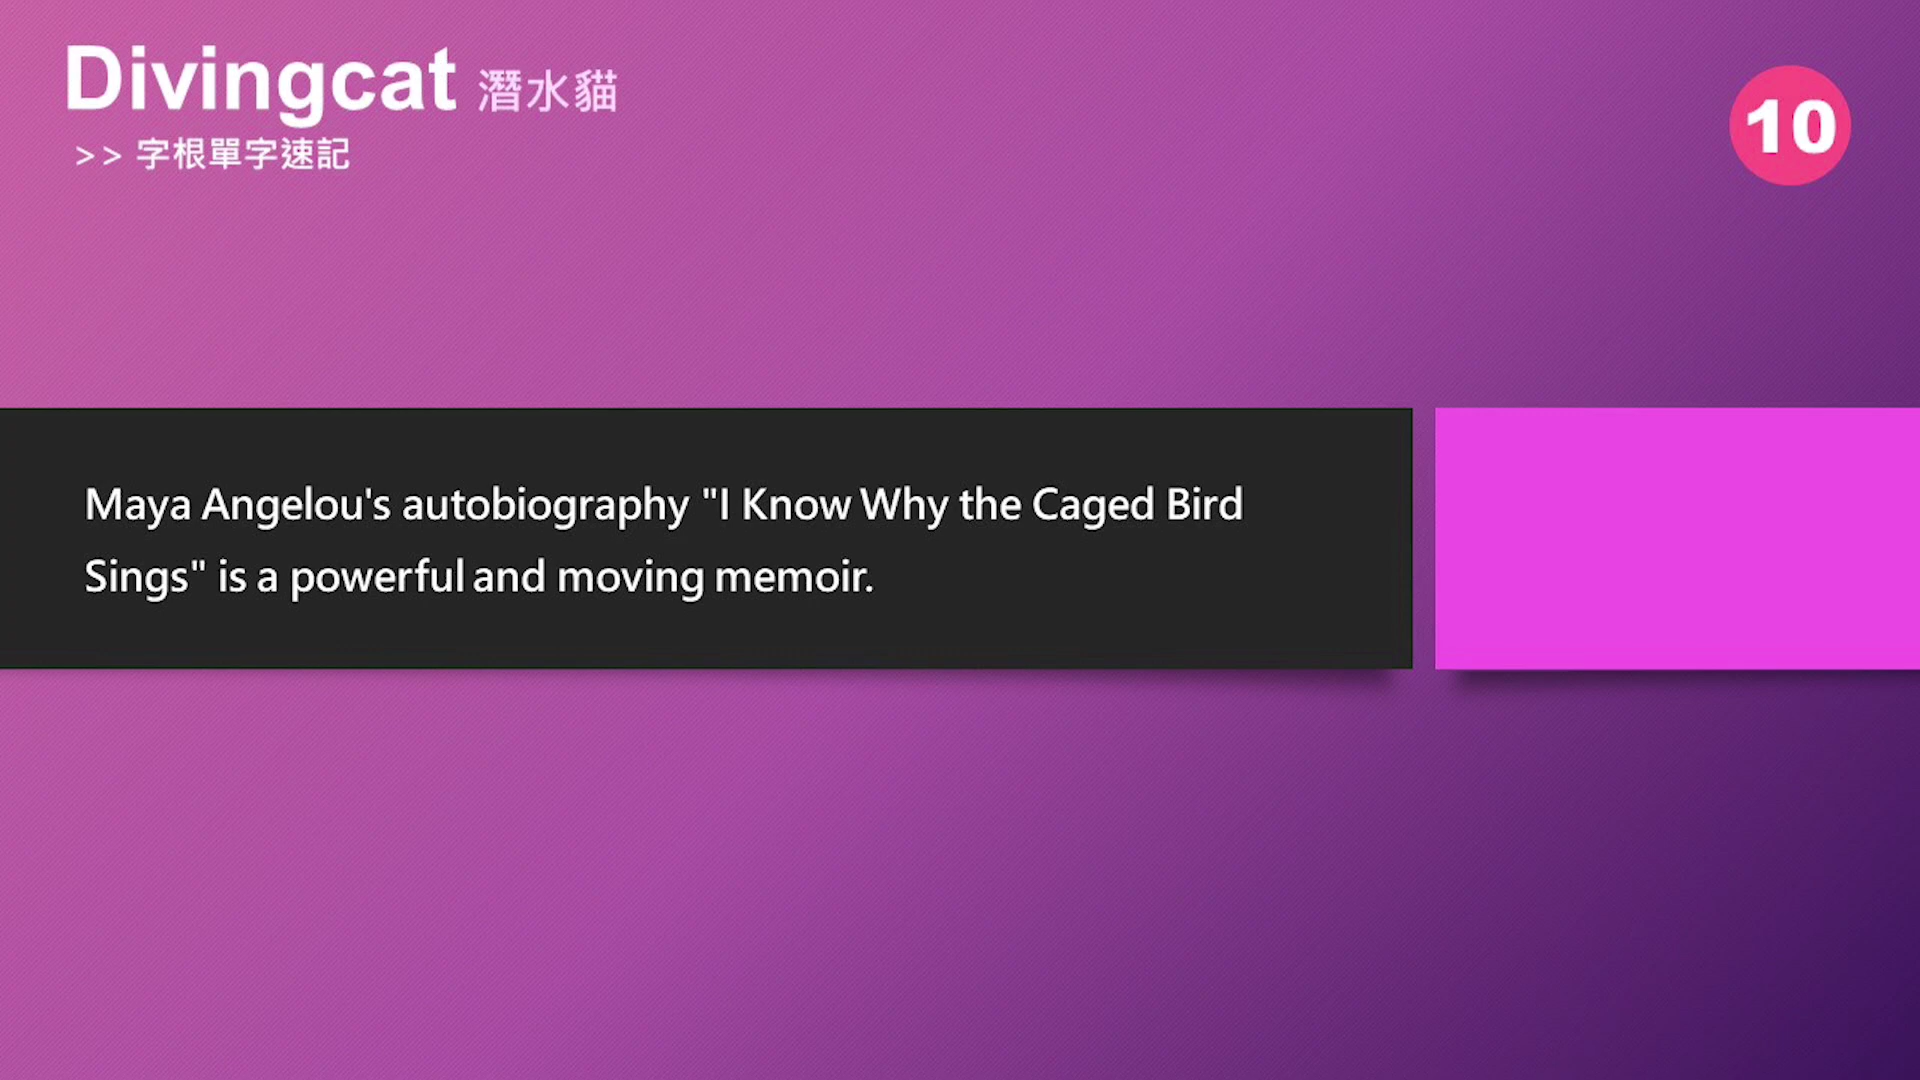 Divingcat 潛水貓
>> 字根單字速記
10
Maya Angelou's autobiography "I Know Why the Caged Bird
Sings" is a powerful and moving memoir.